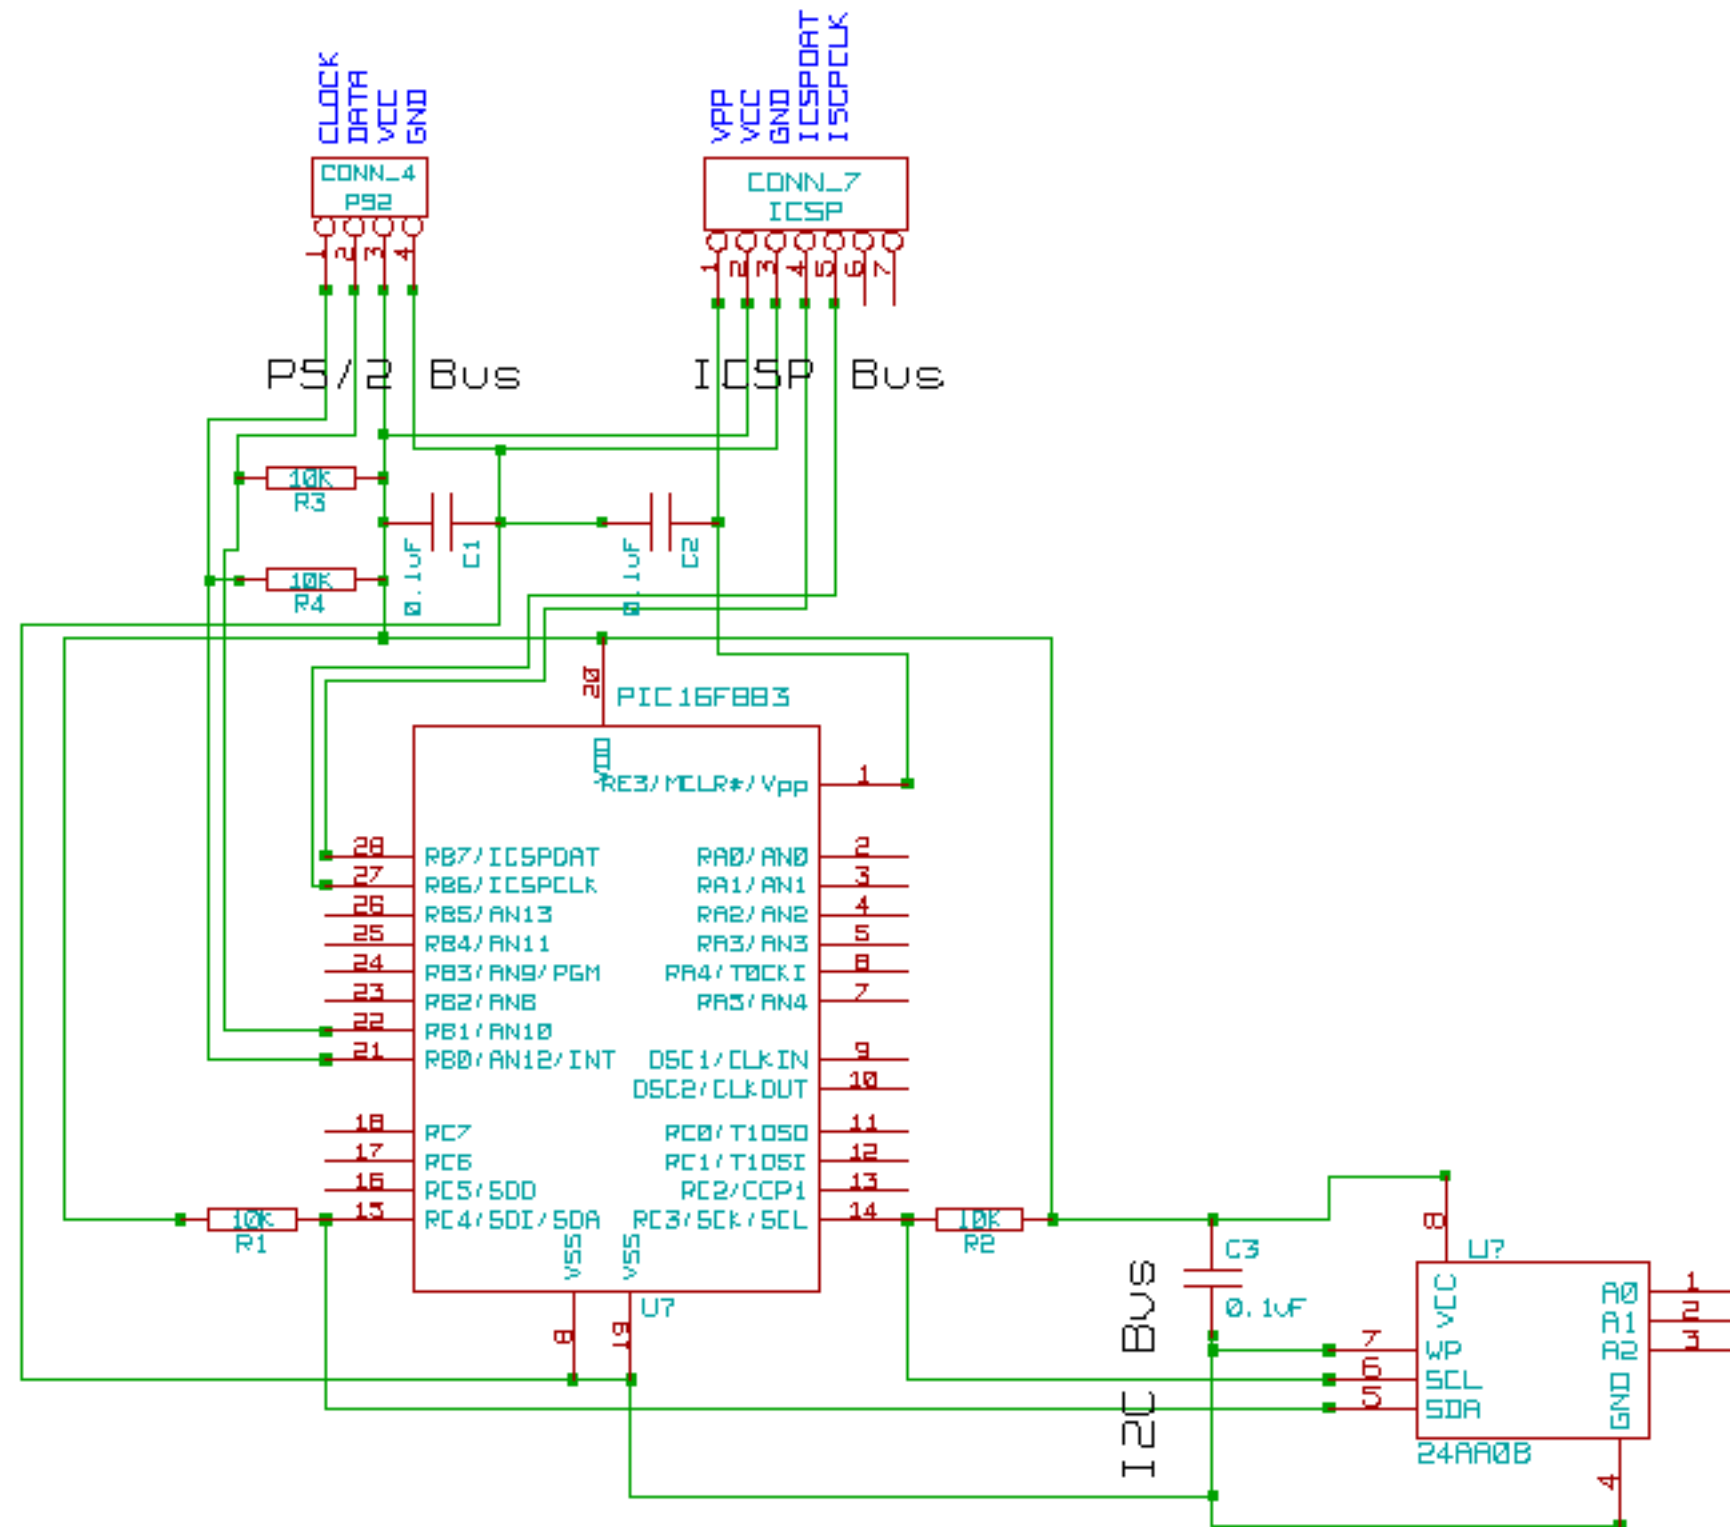 CLOCK
DATA
VCC
GND
VPP
VCC
GND
ICSPDAT
ISCPCLK
CONN_4
PS2
CONN_7
ICSP
1
2
3
4
1
2
3
4
5
6
7
PS/2 Bus
ICSP Bus
10K
R3
0.1uF
C1
0.1uF
C2
10K
R4
20
PIC16F883
VDD
RE3/MCLR#/Vpp
1
28
RB7/ICSPDAT
RA0/AN0
2
27
RB6/ICSPCLK
RA1/AN1
3
26
RB5/AN13
RA2/AN2
4
25
RB4/AN11
RA3/AN3
5
24
RB3/AN9/PGM
RA4/T0CKI
6
23
RB2/AN8
RA5/AN4
7
22
RB1/AN10
21
RB0/AN12/INT
OSC1/CLKIN
9
OSC2/CLKOUT
10
18
RC7
RC0/T1OSO
11
17
RC6
RC1/T1OSI
12
16
RC5/SDO
RC2/CCP1
13
10K
R1
15
RC4/SDI/SDA
RC3/SCK/SCL
14
10K
R2
VSS
VSS
U?
8
19
I2C Bus
C3
0.1uF
8
U?
VCC
A0
1
A1
2
A2
3
7
WP
6
SCL
5
SDA
GND
24AA08
4